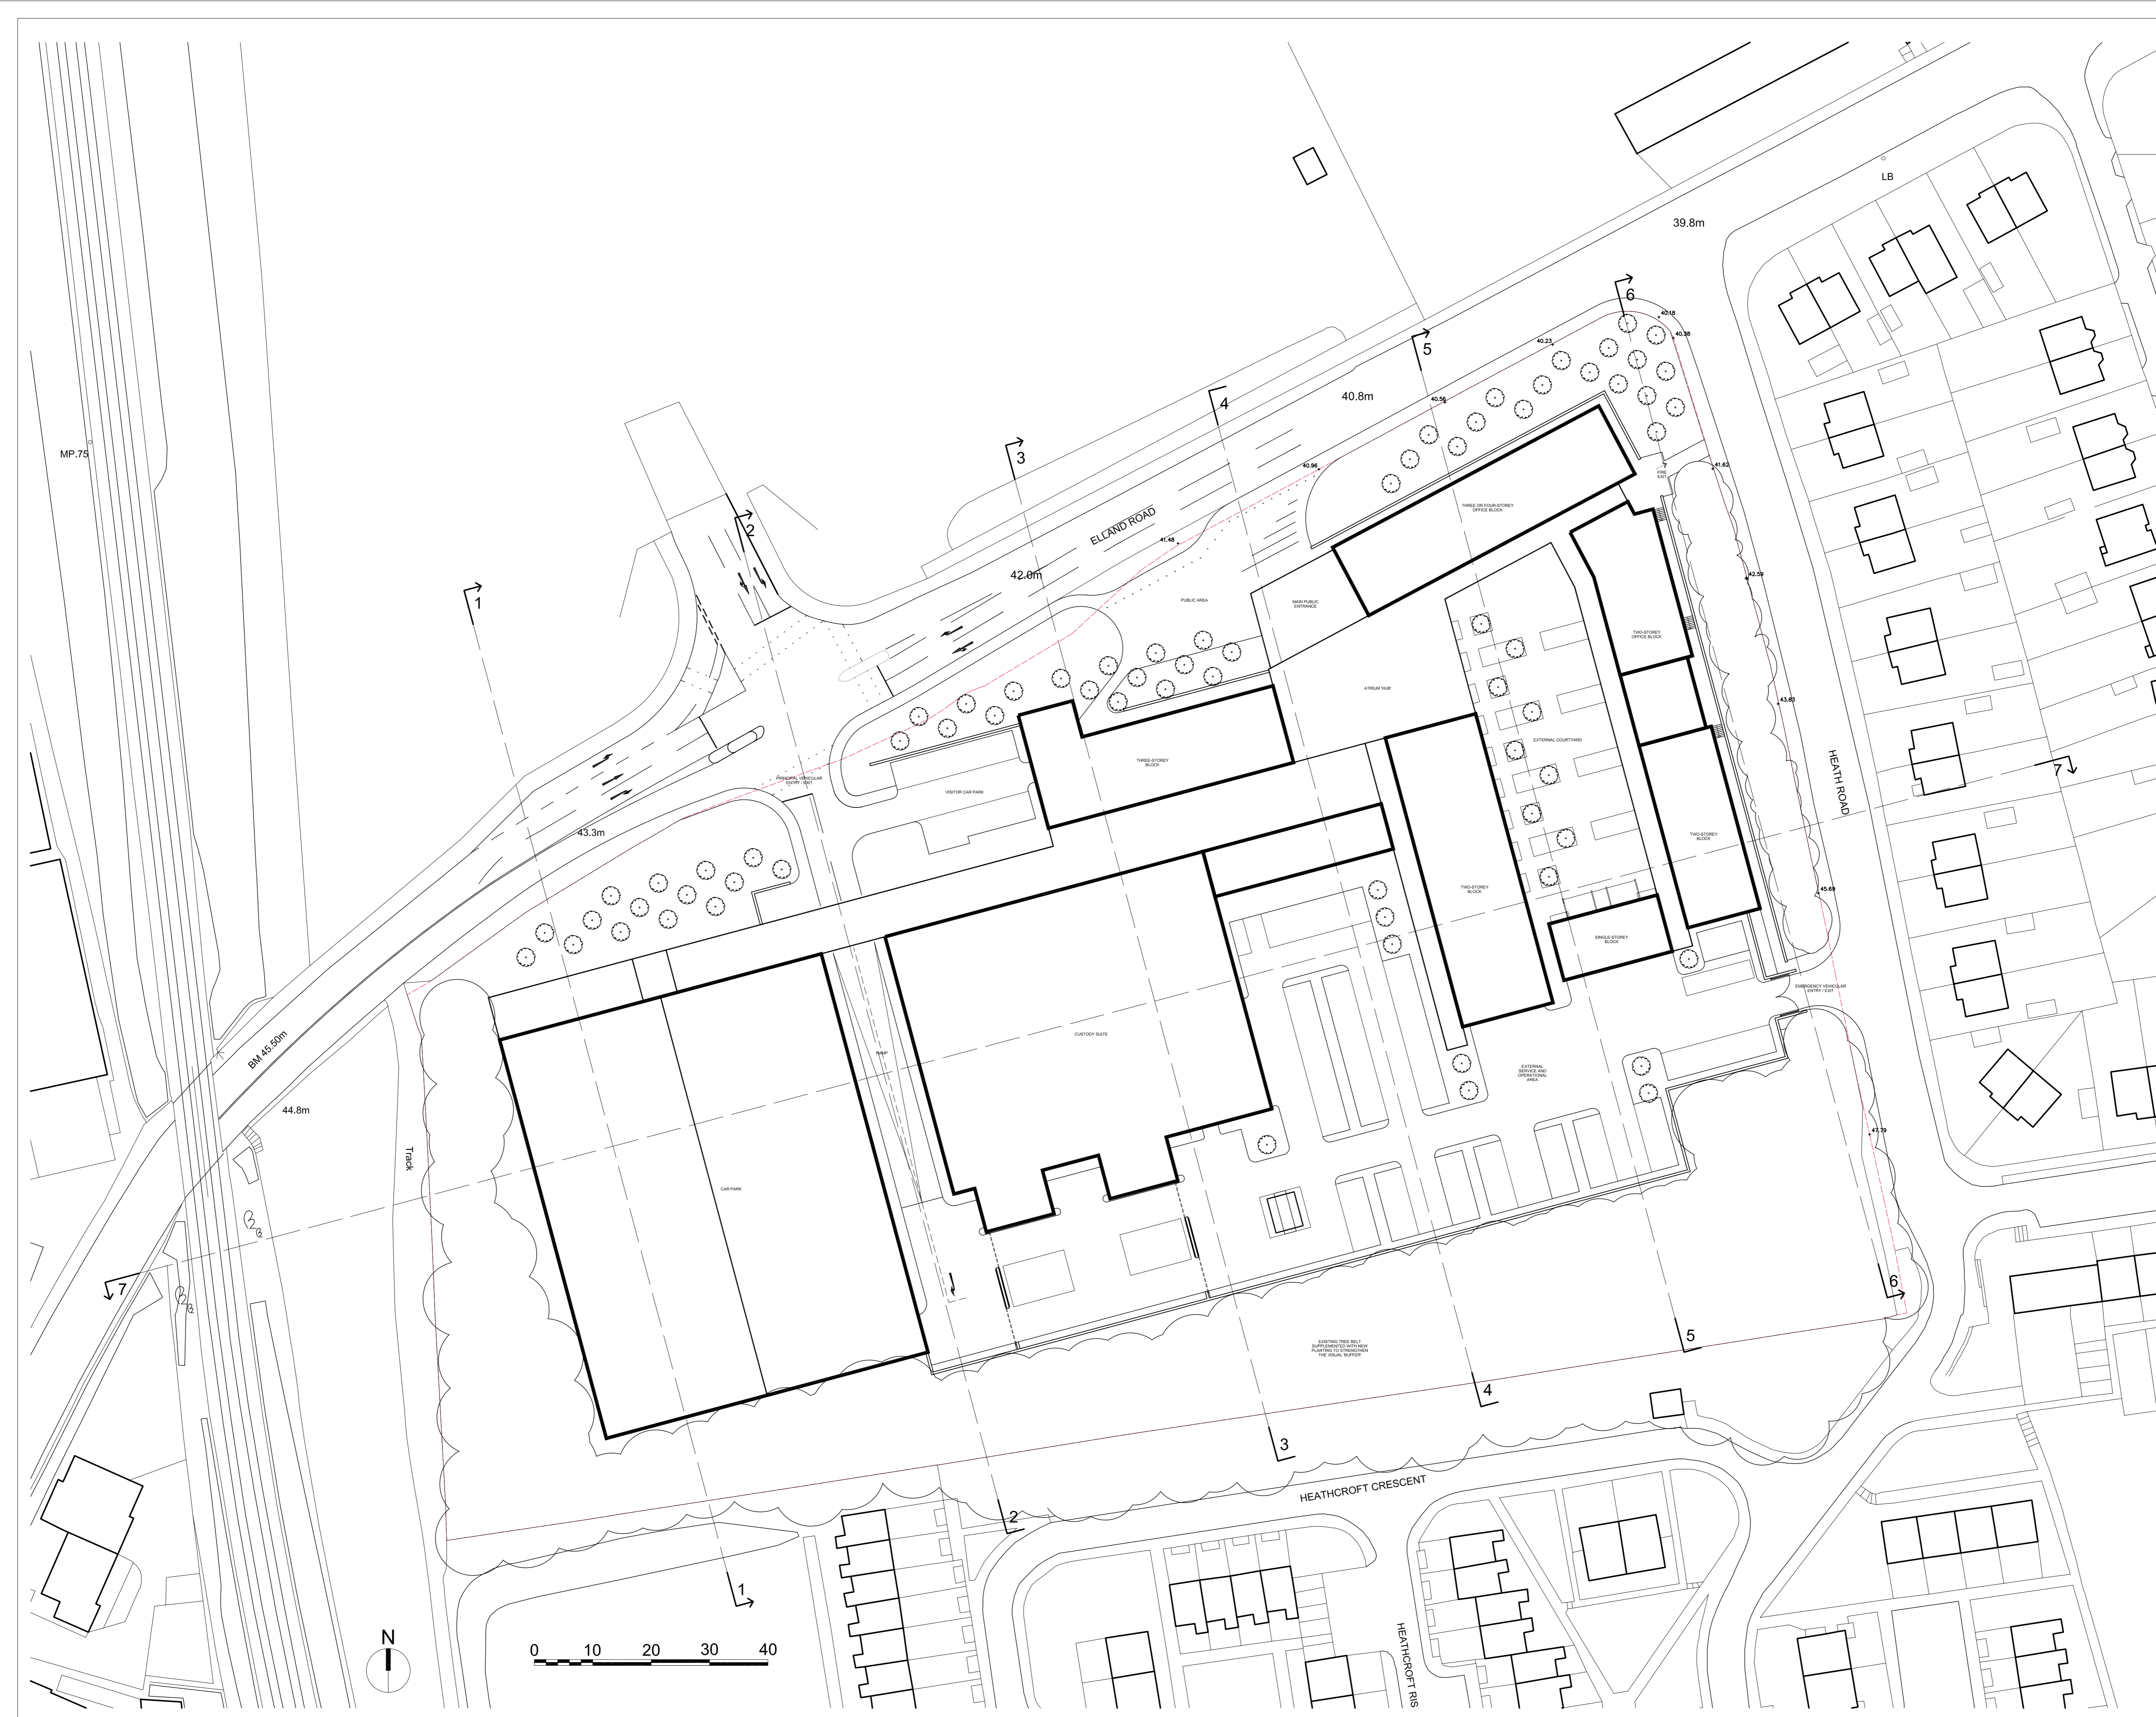 LB
39.8m
6
40.18
40.38
5
40.23
4
40.8m
40.56
3
MP.75
40.96
41.62
7
FIRE
EXIT
THREE OR FOUR-STOREY
OFFICE BLOCK
ELLAND ROAD
2
41.48
42.0m
42.59
1
PUBLIC AREA
MAIN PUBLIC
ENTRANCE
TWO-STOREY
OFFICE BLOCK
ATRIUM 'HUB'
43.83
EXTERNAL COURTYARD
THREE-STOREY
BLOCK
7
HEATH ROAD
PRINCIPAL VEHICULAR
ENTRY / EXIT
VISITOR CAR PARK
43.3m
TWO-STOREY
BLOCK
TWO-STOREY
BLOCK
45.69
SINGLE-STOREY
BLOCK
EMERGENCY VEHICULAR
ENTRY / EXIT
BM 45.50m
CUSTODY SUITE
RAMP
EXTERNAL
SERVICE AND
OPERATIONAL
AREA
44.8m
47.79
Track
CAR PARK
7
6
5
EXISTING TREE BELT
SUPPLEMENTED WITH NEW
PLANTING TO STRENGTHEN
THE VISUAL 'BUFFER'
4
3
HEATHCROFT CRESCENT
2
1
N
0 10 20 30 40
HEATHCROFT RIS